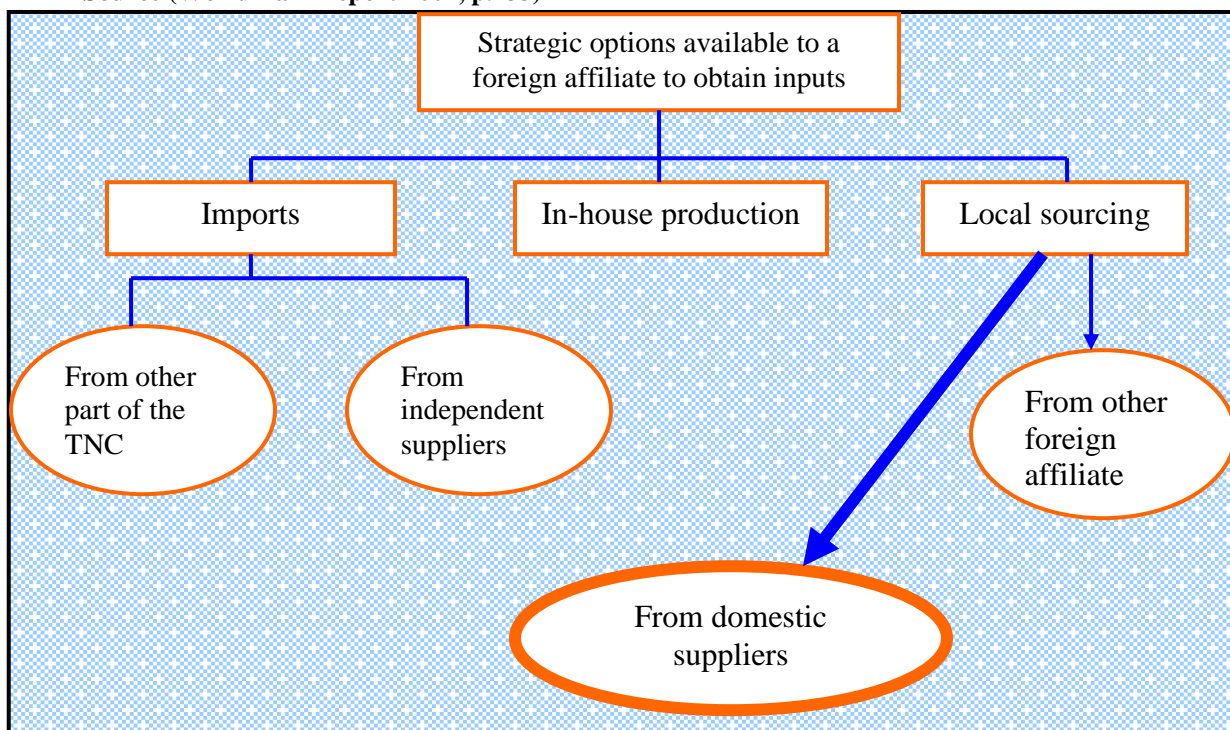 Source (
Strategic options available to a
foreign affiliate to obtain inputs
Imports
In-house production
Local sourcing
From other
part of the
TNC
From
independent
suppliers
From other
foreign
affiliate
From domestic
suppliers